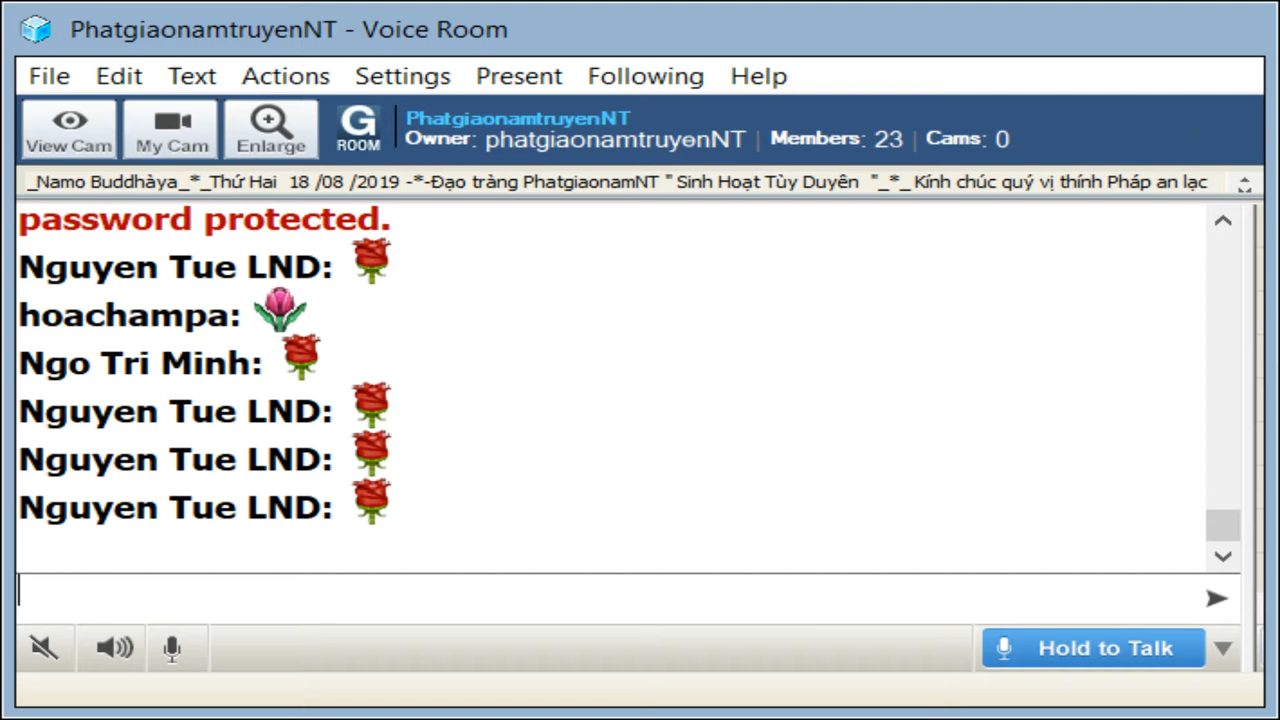 PhatgiaonamtruyenNT - Voice Room
File Edit Text Actions Settings Present Following Help
View Cam My Cam Enlarge G ROOM
PhatgiaonamtruyenNT
Owner: phatgiaonamtruyenNT | Members: 23 | Cams: 0
_Namo Buddhàya_*_Thứ Hai 18 /08 /2019 -*-Đạo tràng PhatgiaonamNT " Sinh Hoạt Tùy Duyên "_*_ Kính chúc quý vị thính Pháp an lạc
password protected.
Nguyen Tue LND:
hoachampa:
Ngo Tri Minh:
Nguyen Tue LND:
Nguyen Tue LND:
Nguyen Tue LND:
Hold to Talk